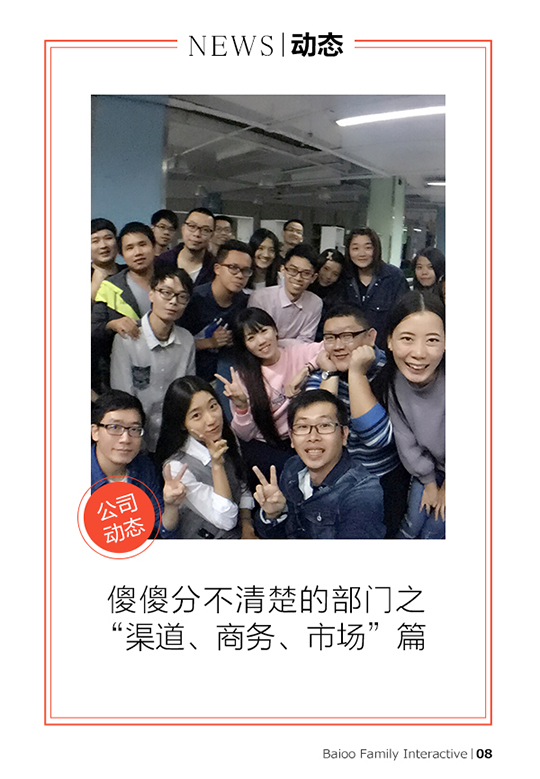 NEWS|动态
公司
动态
傻傻分不清楚的部门之
“渠道、商务、市场”篇
Baioo Family Interactive|08